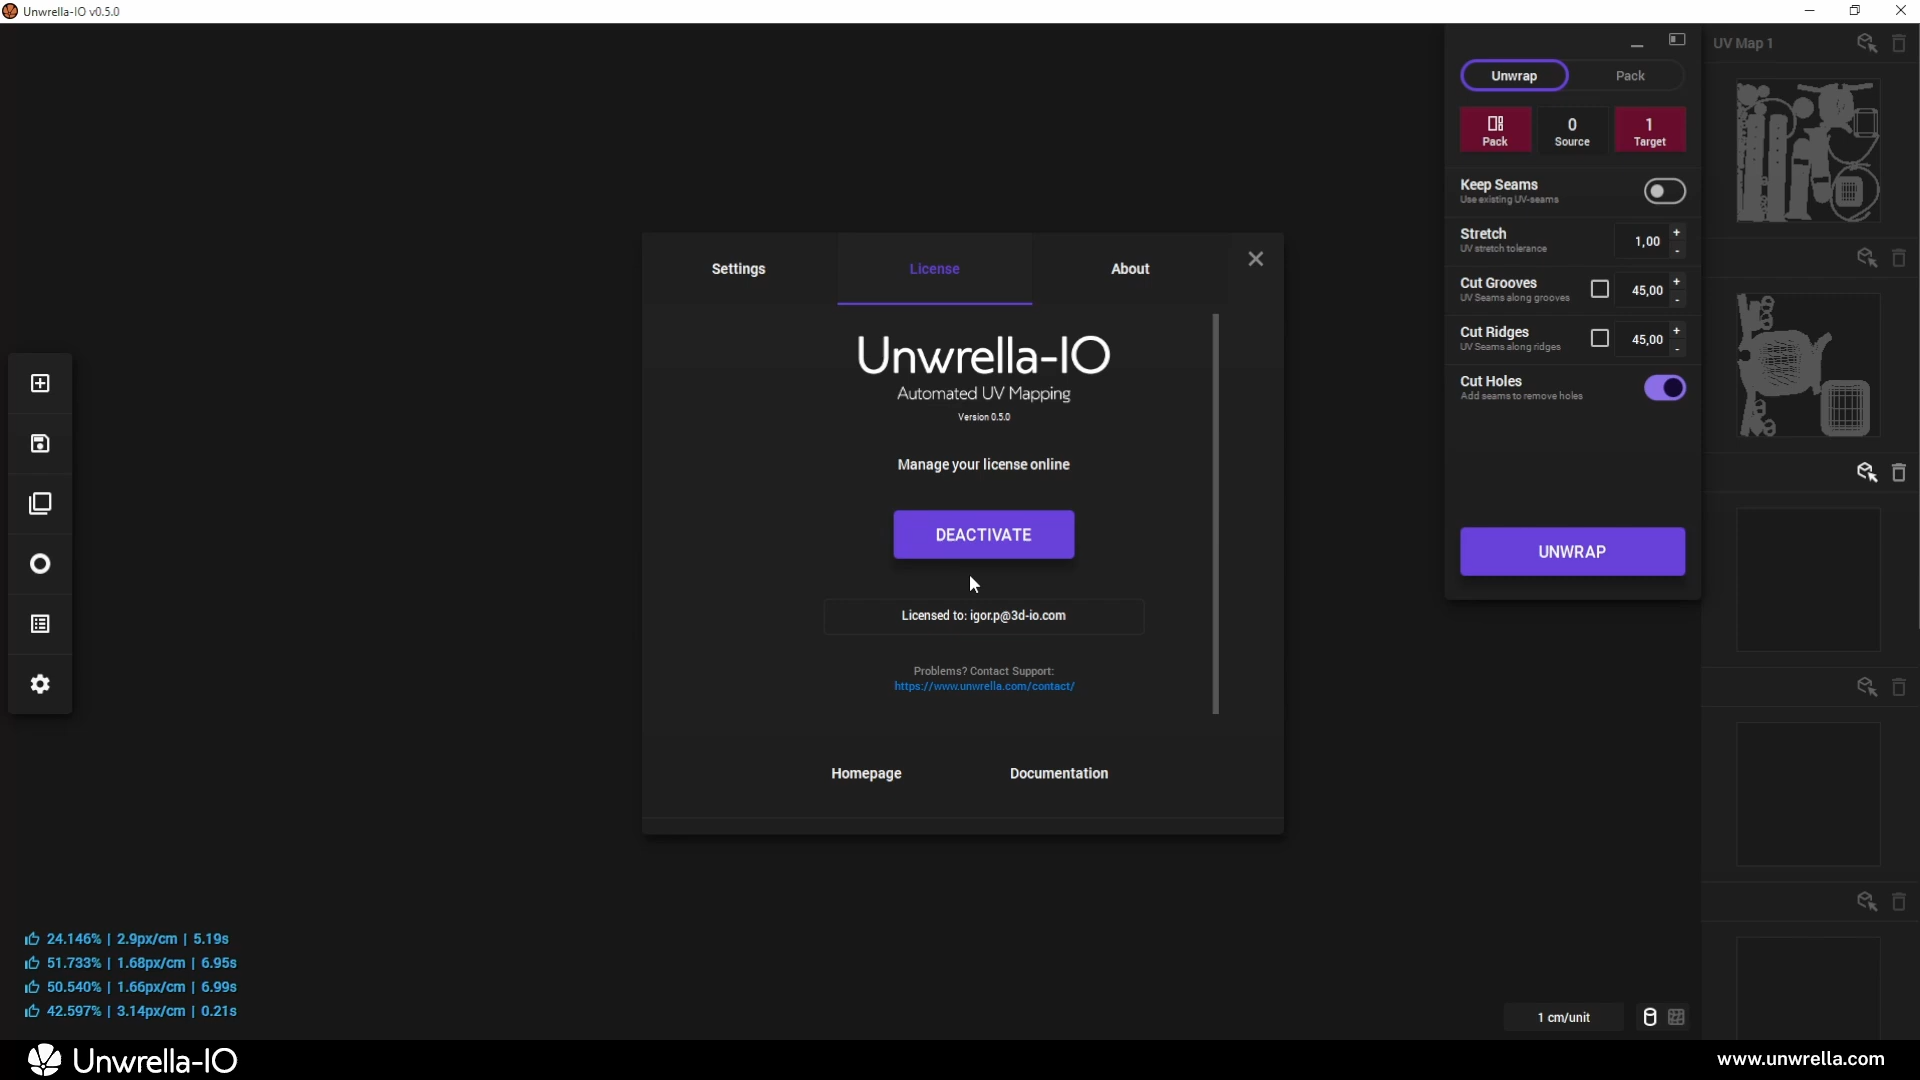 Unwrella-IO v0.5.0
UV Map 1
Unwrap
Pack
Pack
0
Source
1
Target
Keep Seams
Use existing UV-seams
Stretch
UV stretch tolerance
1,00
+
-
Cut Grooves
UV Seams along grooves
45,00
+
-
Cut Ridges
UV Seams along ridges
45,00
+
-
Cut Holes
Add seams to remove holes
UNWRAP
Settings
License
About
Unwrella-IO
Automated UV Mapping
Version 0.5.0
Manage your license online
DEACTIVATE
Licensed to: igor.p@3d-io.com
Problems? Contact Support:
https://www.unwrella.com/contact/
Homepage
Documentation
24.146% | 2.9px/cm | 5.19s
51.733% | 1.68px/cm | 6.95s
50.540% | 1.66px/cm | 6.99s
42.597% | 3.14px/cm | 0.21s
1 cm/unit
Unwrella-IO
www.unwrella.com